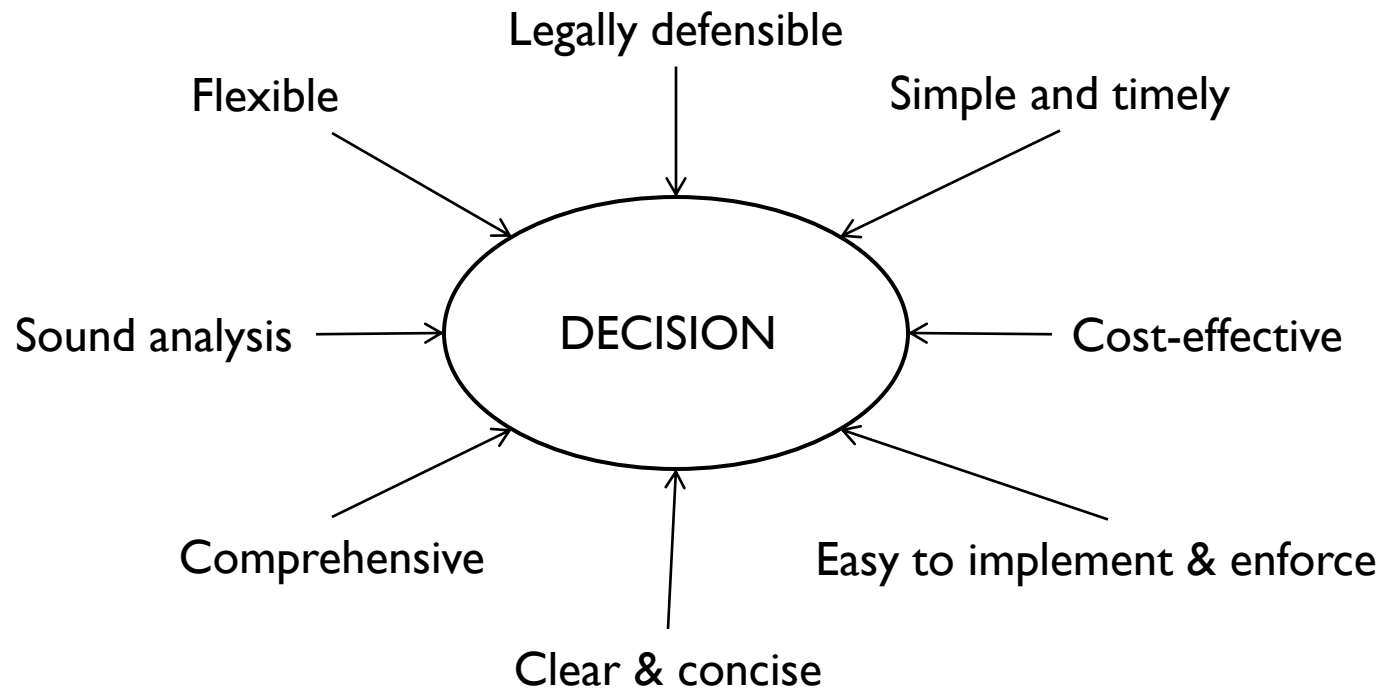 Legally defensible
Flexible
Simple and timely
Sound analysis
DECISION
Cost-effective
Comprehensive
Easy to implement & enforce
Clear & concise